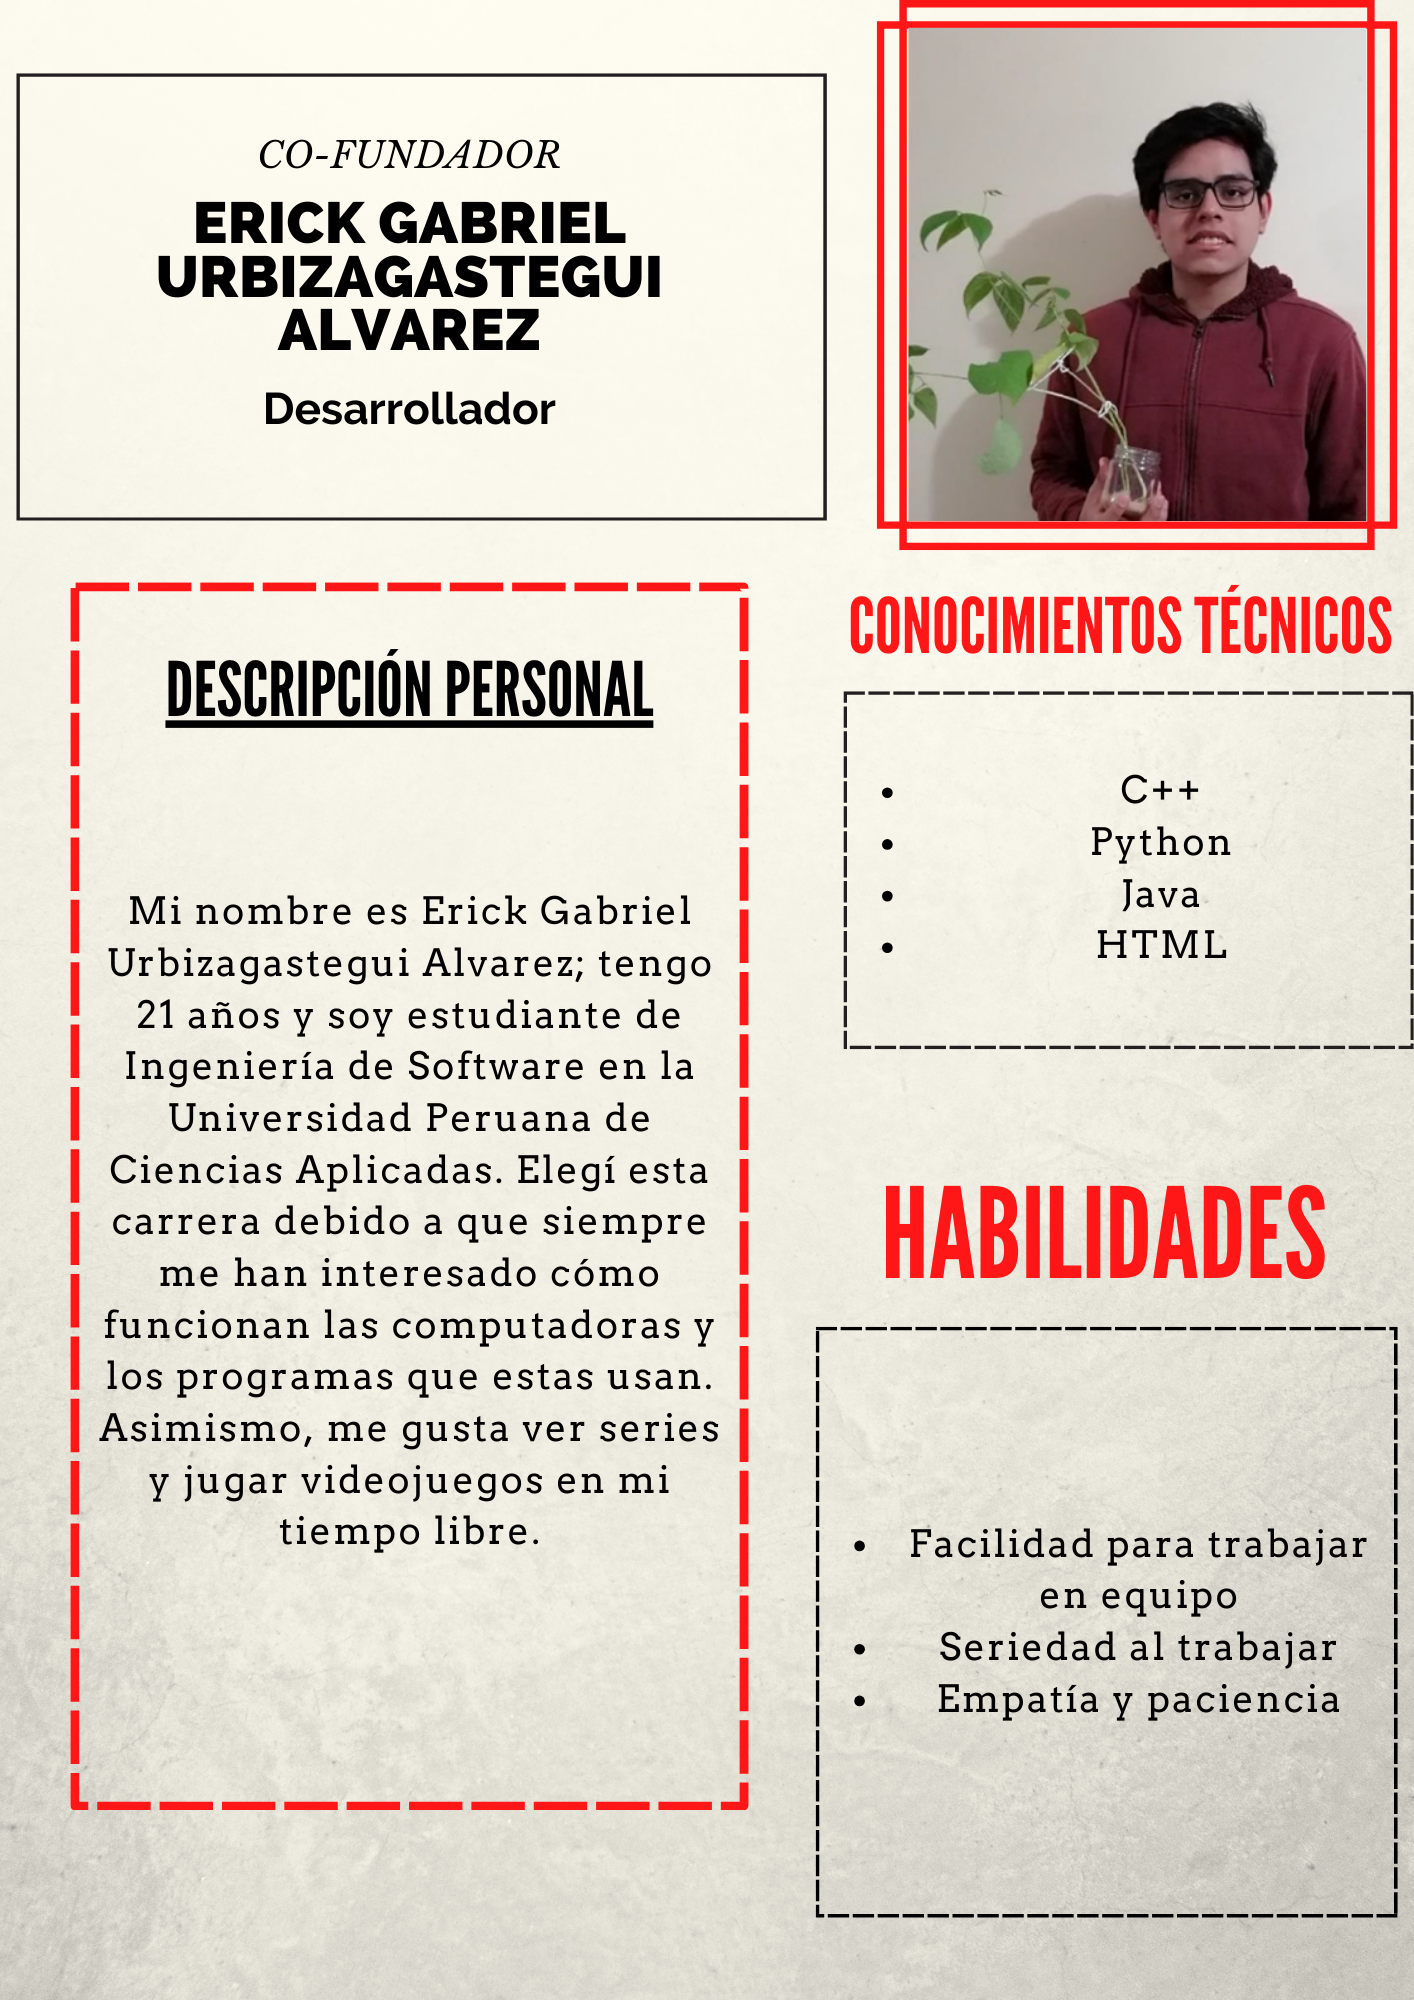 CO-FUNDADOR
ERICK GABRIEL
URBIZAGASTEGUI
ALVAREZ
Desarrollador
DESCRIPCIÓN PERSONAL
Mi nombre es Erick Gabriel
Urbizagastegui Alvarez; tengo
21 años y soy estudiante de
Ingeniería de Software en la
Universidad Peruana de
Ciencias Aplicadas. Elegí esta
carrera debido a que siempre
me han interesado cómo
funcionan las computadoras y
los programas que estas usan.
Asimismo, me gusta ver series
y jugar videojuegos en mi
tiempo libre.
CONOCIMIENTOS TÉCNICOS
• C++
• Python
• Java
• HTML
HABILIDADES
• Facilidad para trabajar
en equipo
• Seriedad al trabajar
• Empatía y paciencia